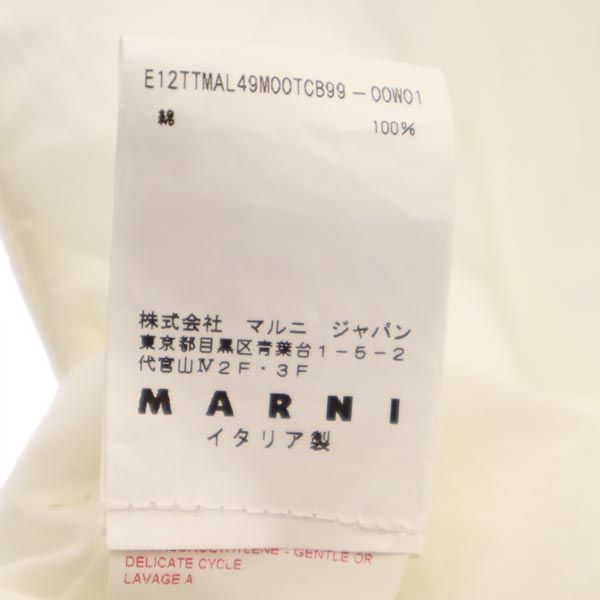 E12TTMAL49M00TCB99-00W01
綿 100%
株式会社 マルニ ジャパン
東京都目黒区青葉台1-5-2
代官山Ⅳ2F・3F
MARNI
イタリア製
- GENTLE OR
DELICATE CYCLE.
LAVAGE A